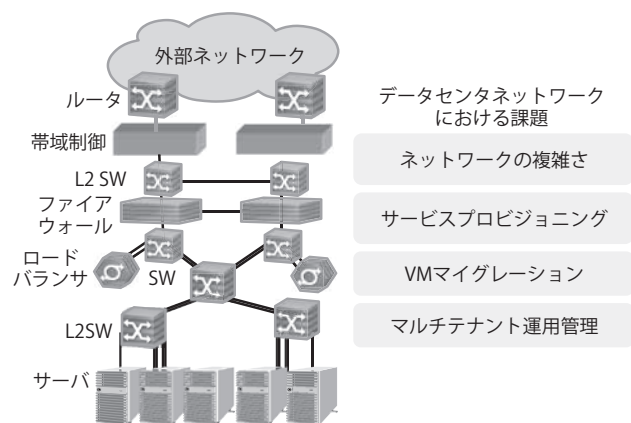 外部ネットワーク
ルータ
帯域制御
L2 SW
ファイア
ウォール
ロード
バランサ
SW
L2SW
サーバ
データセンタネットワーク
における課題
ネットワークの複雑さ
サービスプロビジョニング
VMマイグレーション
マルチテナント運用管理